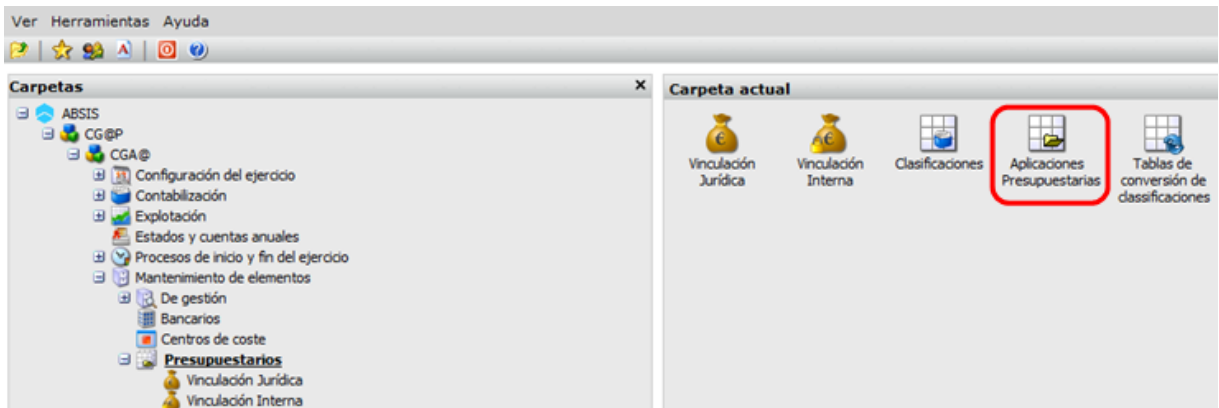 Ver Herramientas Ayuda
Carpetas x
ABSIS
CG@P
CGA@
Configuración del ejercicio
Contabilización
Explotación
Estados y cuentas anuales
Procesos de inicio y fin del ejercicio
Mantenimiento de elementos
De gestión
Bancarios
Centros de coste
Presupuestarios
Vinculación Jurídica
Vinculación Interna
Carpeta actual
Vinculación
Jurídica
Vinculación
Interna
Clasificaciones
Aplicaciones
Presupuestarias
Tablas de
conversión de
classificaciones